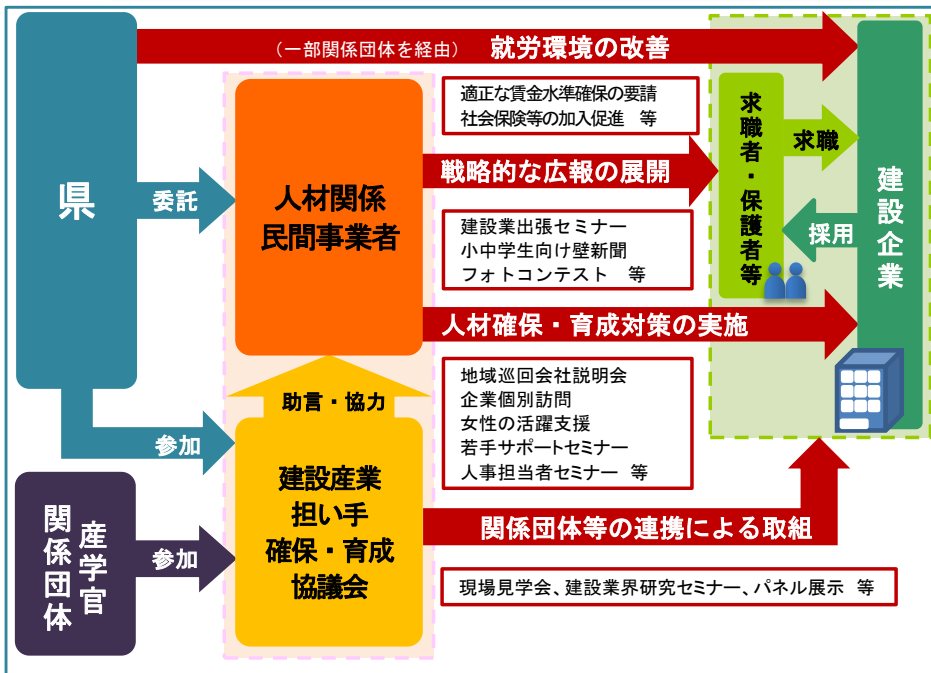 (一部関係団体を経由) 就労環境の改善
県
委託
人材関係
民間事業者
適正な賃金水準確保の要請
社会保険等の加入促進 等
戦略的な広報の展開
建設業出張セミナー
小中学生向け壁新聞
フォトコンテスト 等
人材確保・育成対策の実施
地域巡回会社説明会
企業個別訪問
女性の活躍支援
若手サポートセミナー
人事担当者セミナー 等
求職者・保護者等
求職
採用
建設企業
助言・協力
参加
産学官
関係団体
参加
建設産業
担い手
確保・育成
協議会
関係団体等の連携による取組
現場見学会、建設業界研究セミナー、パネル展示 等